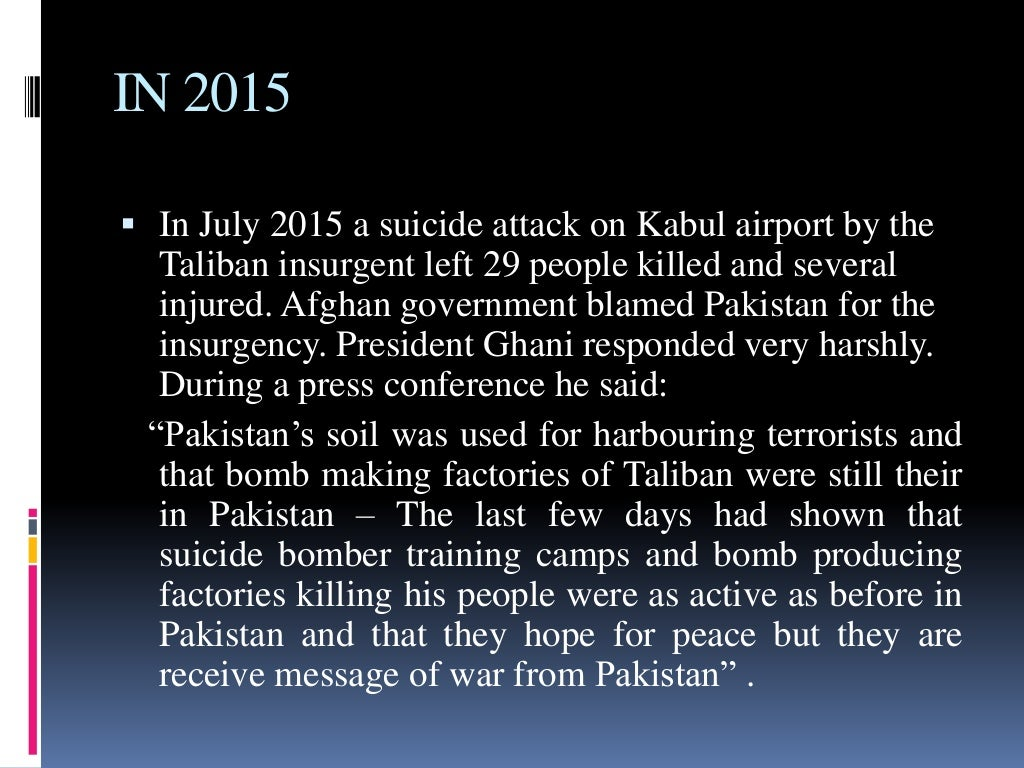 IN 2015
▪ In July 2015 a suicide attack on Kabul airport by the
Taliban insurgent left 29 people killed and several
injured. Afghan government blamed Pakistan for the
insurgency. President Ghani responded very harshly.
During a press conference he said:
“Pakistan’s soil was used for harbouring terrorists and
that bomb making factories of Taliban were still their
in Pakistan – The last few days had shown that
suicide bomber training camps and bomb producing
factories killing his people were as active as before in
Pakistan and that they hope for peace but they are
receive message of war from Pakistan” .